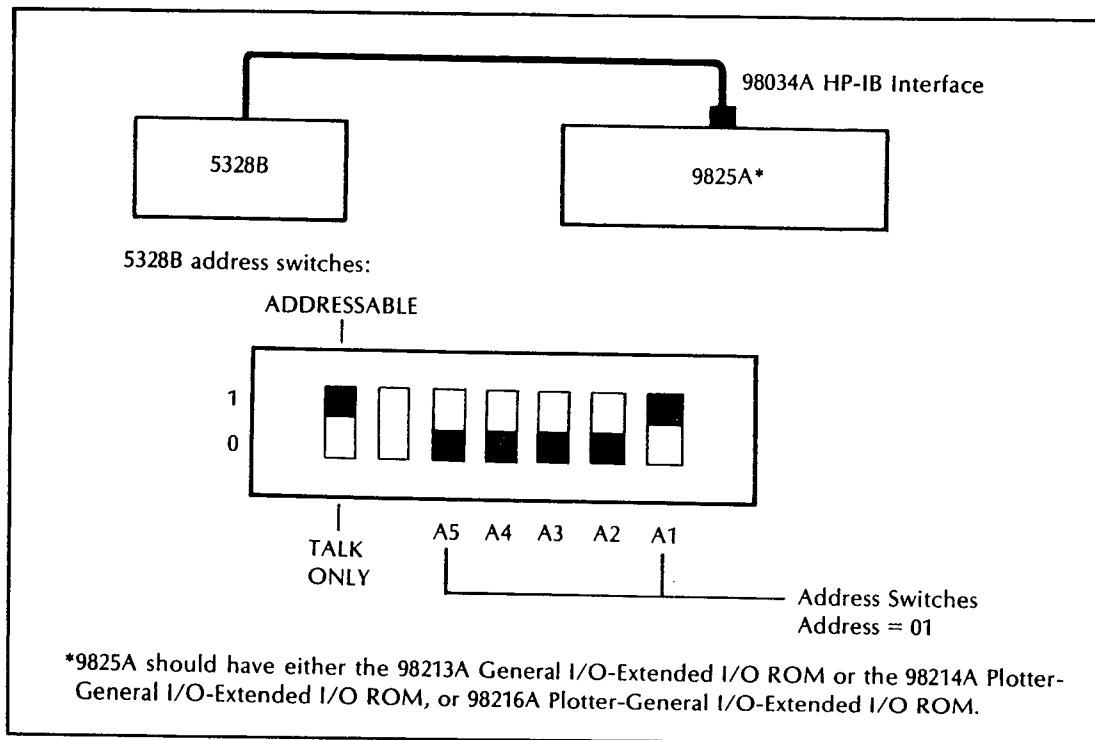 98034A HP-IB Interface
5328B
9825A*
5328B address switches:
ADDRESSABLE
1
0
TALK
ONLY
A5 A4 A3 A2 A1
Address Switches
Address = 01
*9825A should have either the 98213A General I/O-Extended I/O ROM or the 98214A Plotter-
General I/O-Extended I/O ROM, or 98216A Plotter-General I/O-Extended I/O ROM.